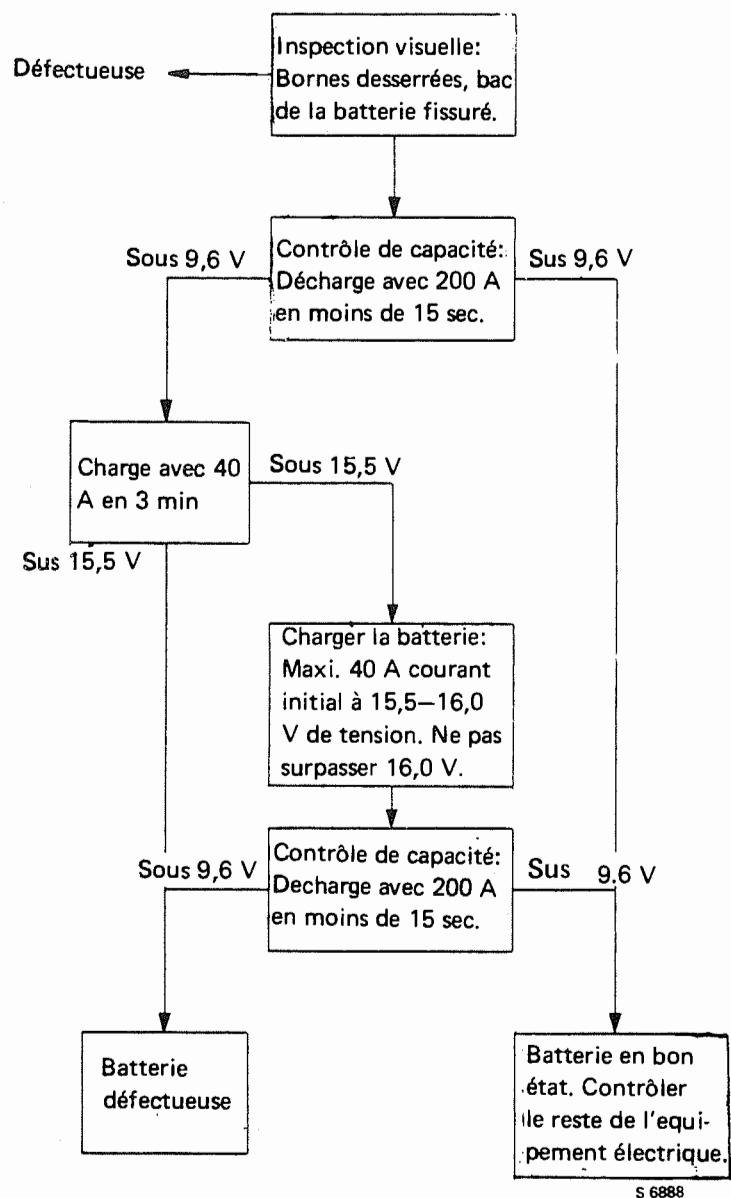 Inspection visuelle:
Défectueuse
Bornes desserrées, bac
de la batterie fissuré.
Sous 9,6 V
Contrôle de capacité:
Décharge avec 200 A
en moins de 15 sec.
Sus 9,6 V
Charge avec 40
A en 3 min
Sous 15,5 V
Sus 15,5 V
Charger la batterie:
Maxi. 40 A courant
initial à 15,5–16,0
V de tension. Ne pas
surpasser 16,0 V.
Sous 9,6 V
Contrôle de capacité:
Decharge avec 200 A
en moins de 15 sec.
Sus 9.6 V
Batterie
défectueuse
Batterie en bon
état. Contrôler
le reste de l'equi-
pement électrique.
S 6888